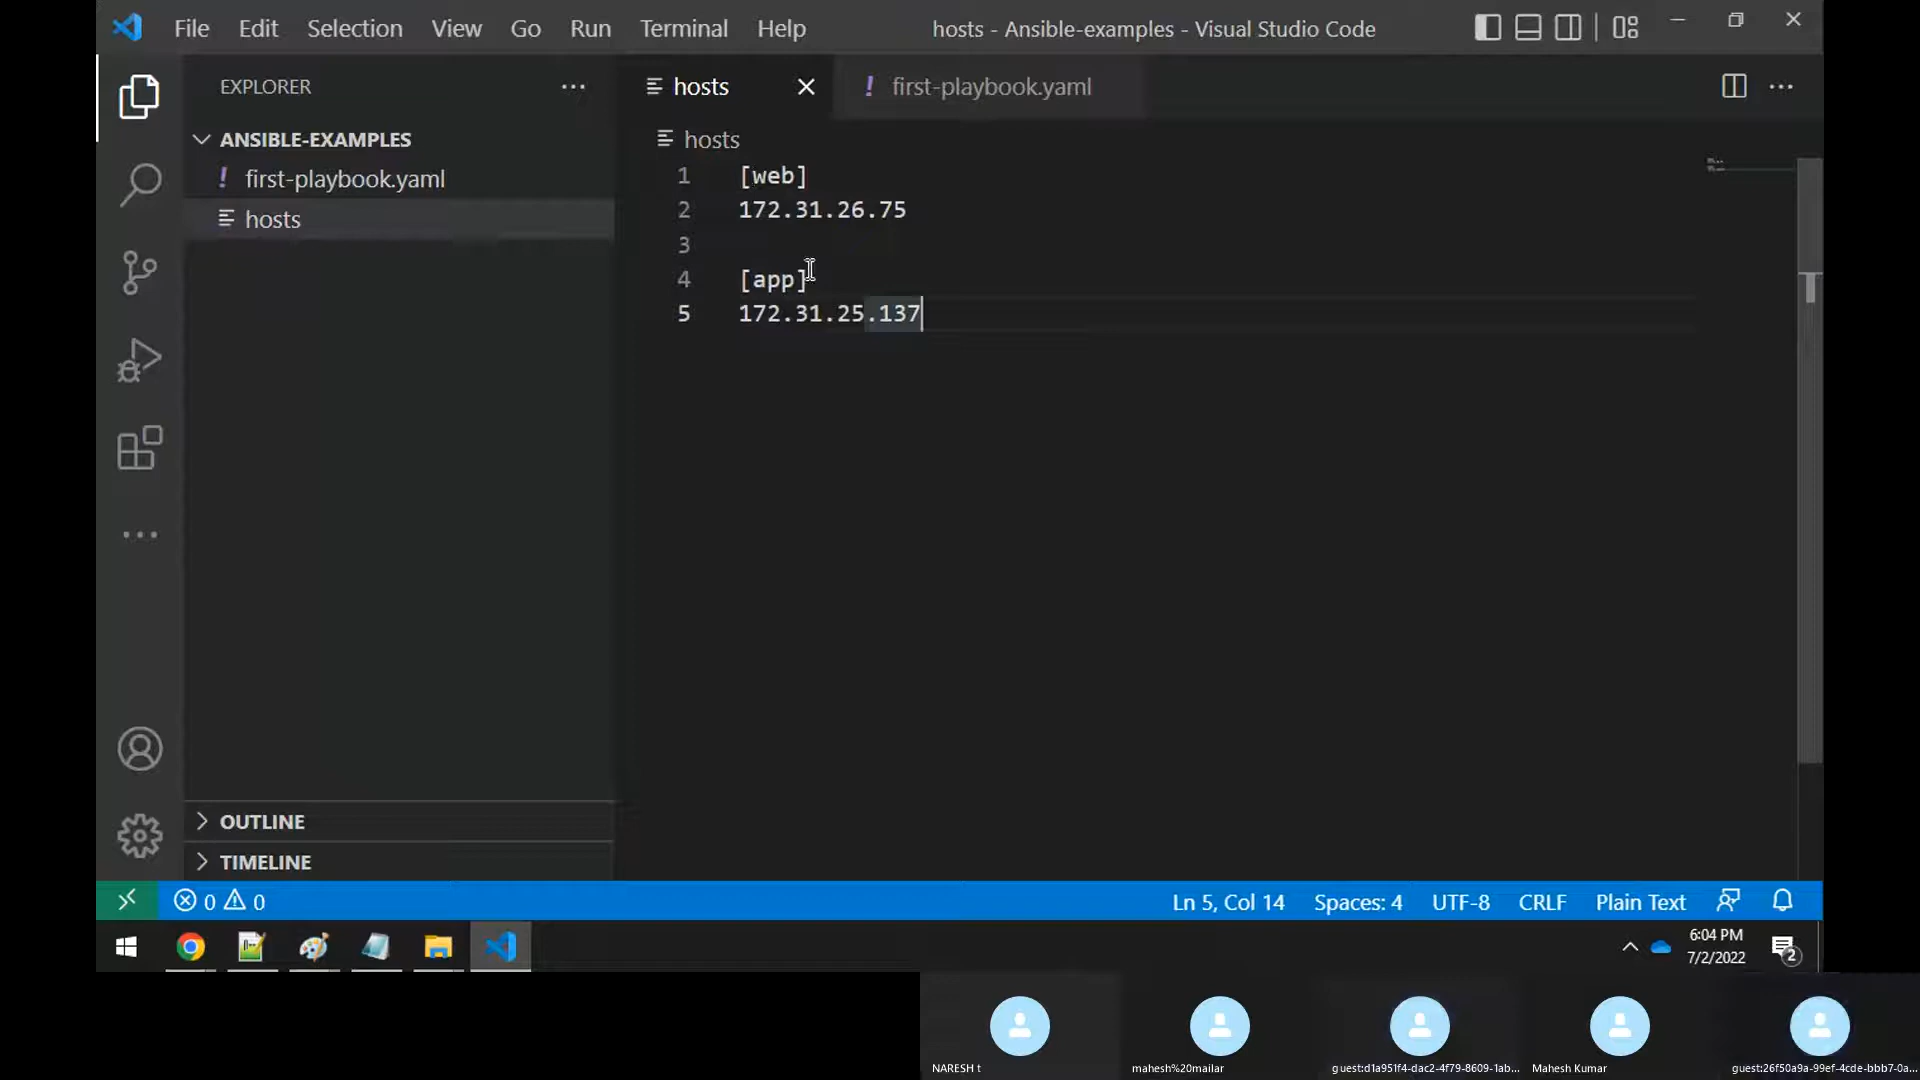 File Edit Selection View Go Run Terminal Help hosts - Ansible-examples - Visual Studio Code
EXPLORER
hosts
first-playbook.yaml
ANSIBLE-EXAMPLES
first-playbook.yaml
hosts
OUTLINE
TIMELINE
hosts
1 [web]
2 172.31.26.75
3
4 [app]
5 172.31.25.137
0 0
Ln 5, Col 14 Spaces: 4 UTF-8 CRLF Plain Text
6:04 PM
7/2/2022
2
NARESH t
mahesh%20mailar
guest:d1a951f4-dac2-4f79-8609-1ab...
Mahesh Kumar
guest:26f50a9a-99ef-4cde-bbb7-0a...